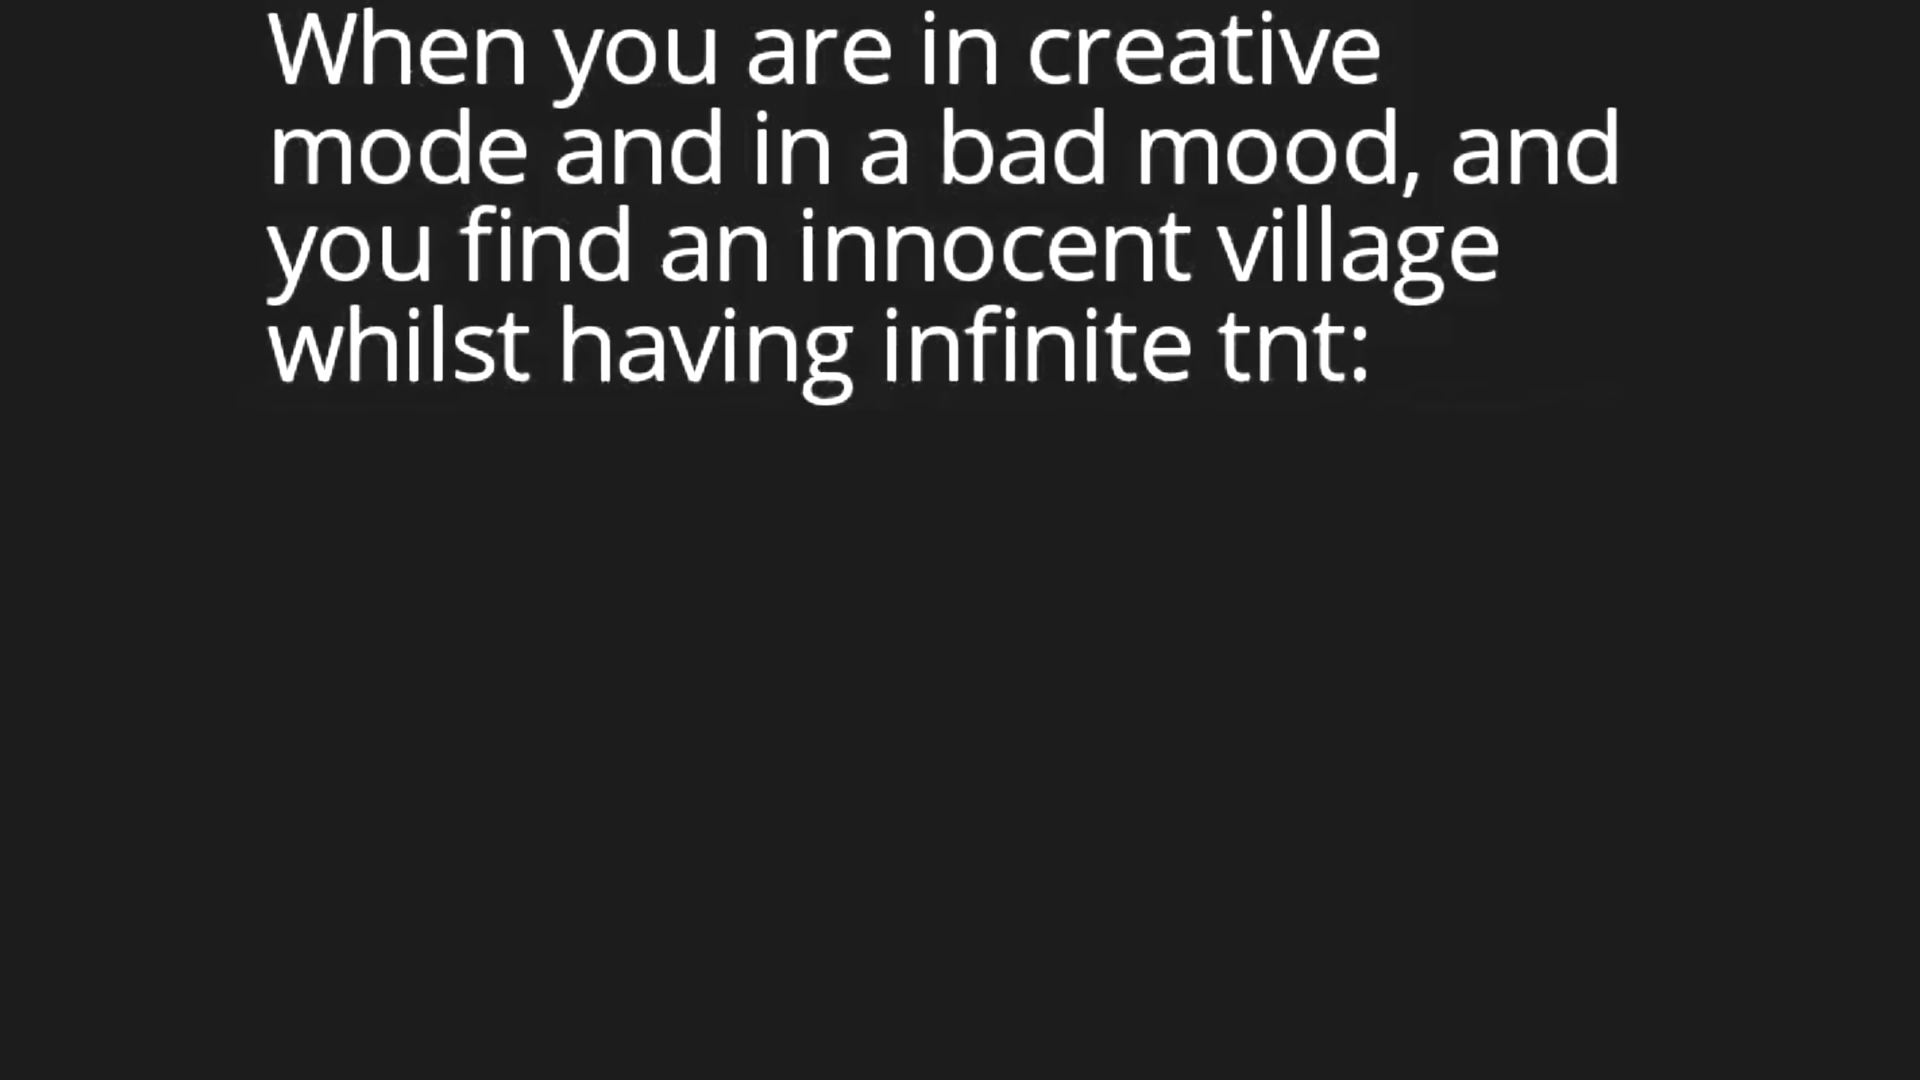 When you are in creative
mode and in a bad mood, and
you find an innocent village
whilst having infinite tnt: